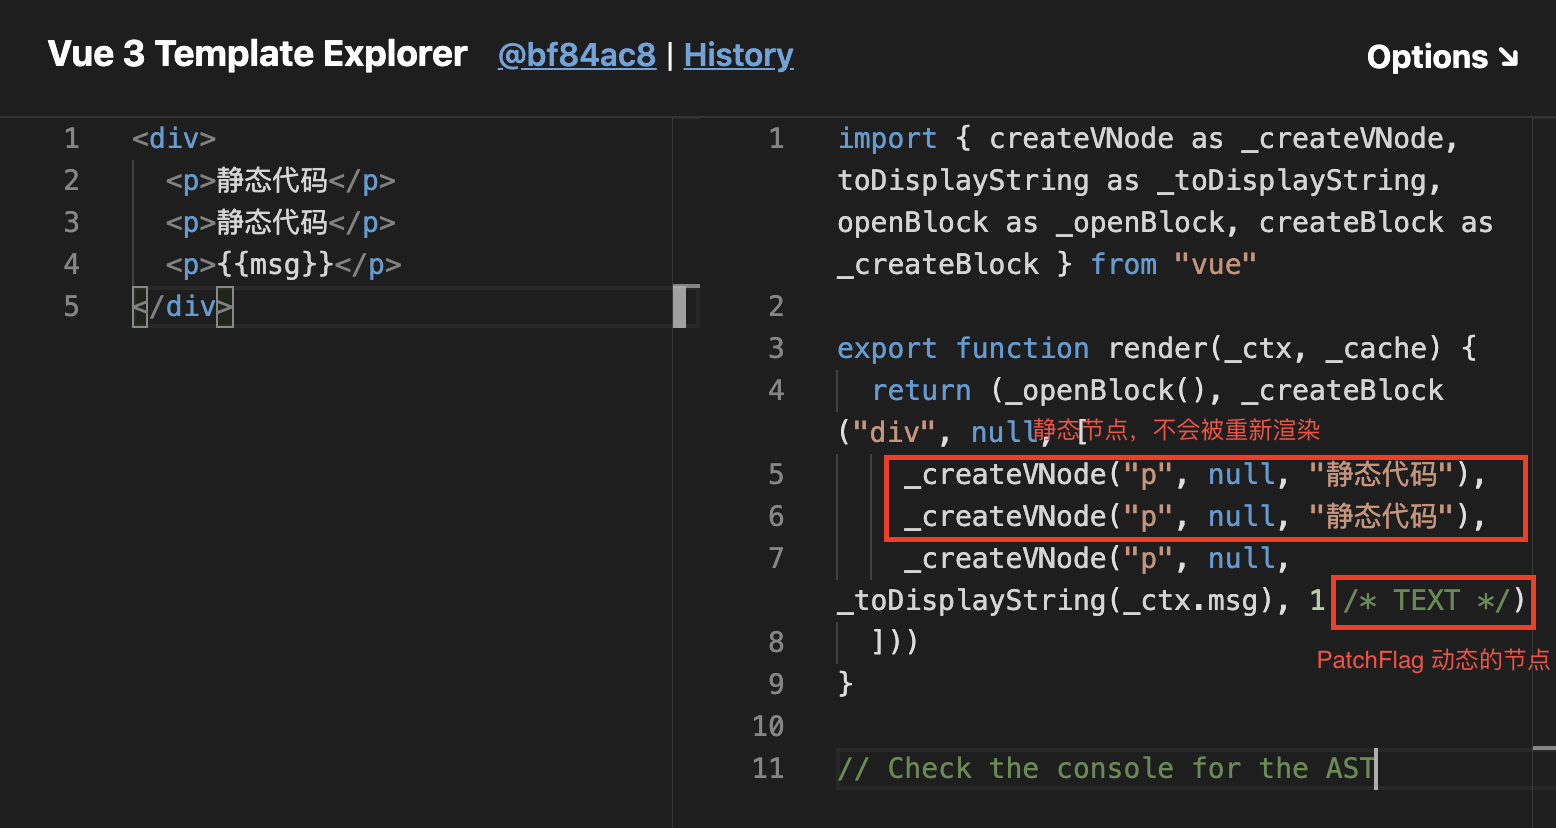 Vue 3 Template Explorer @bf84ac8 | History Options ↘
1 <div>
2 <p>静态代码</p>
3 <p>静态代码</p>
4 <p>{{msg}}</p>
5 </div>
1 import { createVNode as _createVNode,
toDisplayString as _toDisplayString,
openBlock as _openBlock, createBlock as
_createBlock } from "vue"
2
3 export function render(_ctx, _cache) {
4 return (_openBlock(), _createBlock
("div", null, [
静态节点，不会被重新渲染
5 _createVNode("p", null, "静态代码"),
6 _createVNode("p", null, "静态代码"),
7 _createVNode("p", null,
_toDisplayString(_ctx.msg), 1 /* TEXT */)
8 ]))
PatchFlag 动态的节点
9 }
10
11 // Check the console for the AST